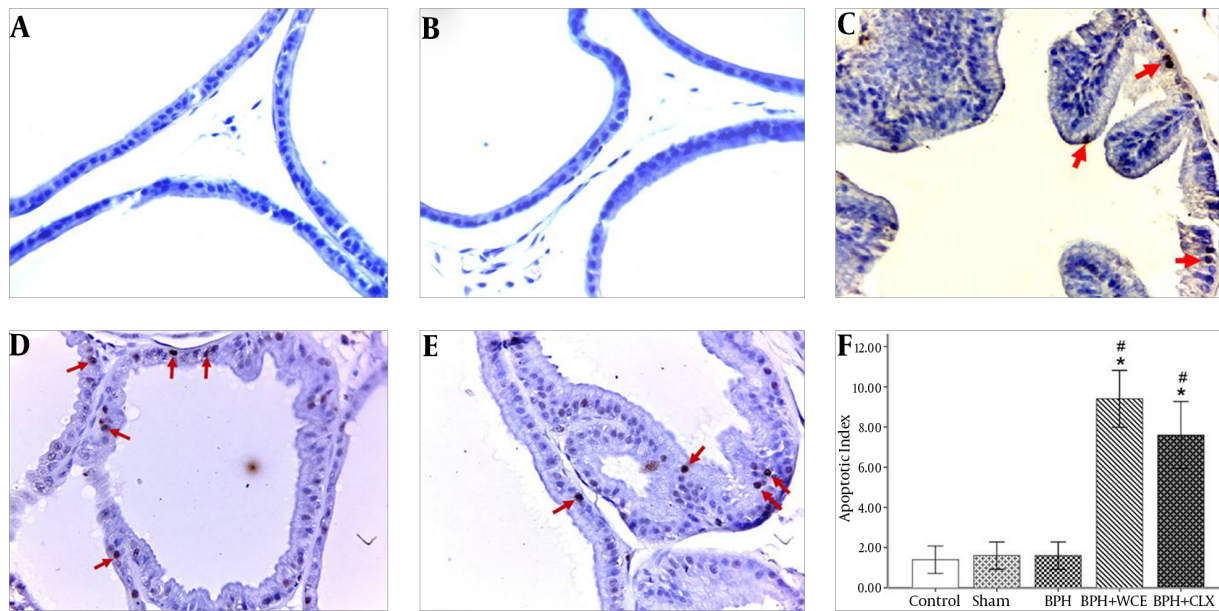 A
B
C
D
E
F
12.00
10.00
8.00
6.00
4.00
2.00
0.00
Apoptotic Index
#
*
#
*
Control Sham BPH BPH+WCE BPH+CLX